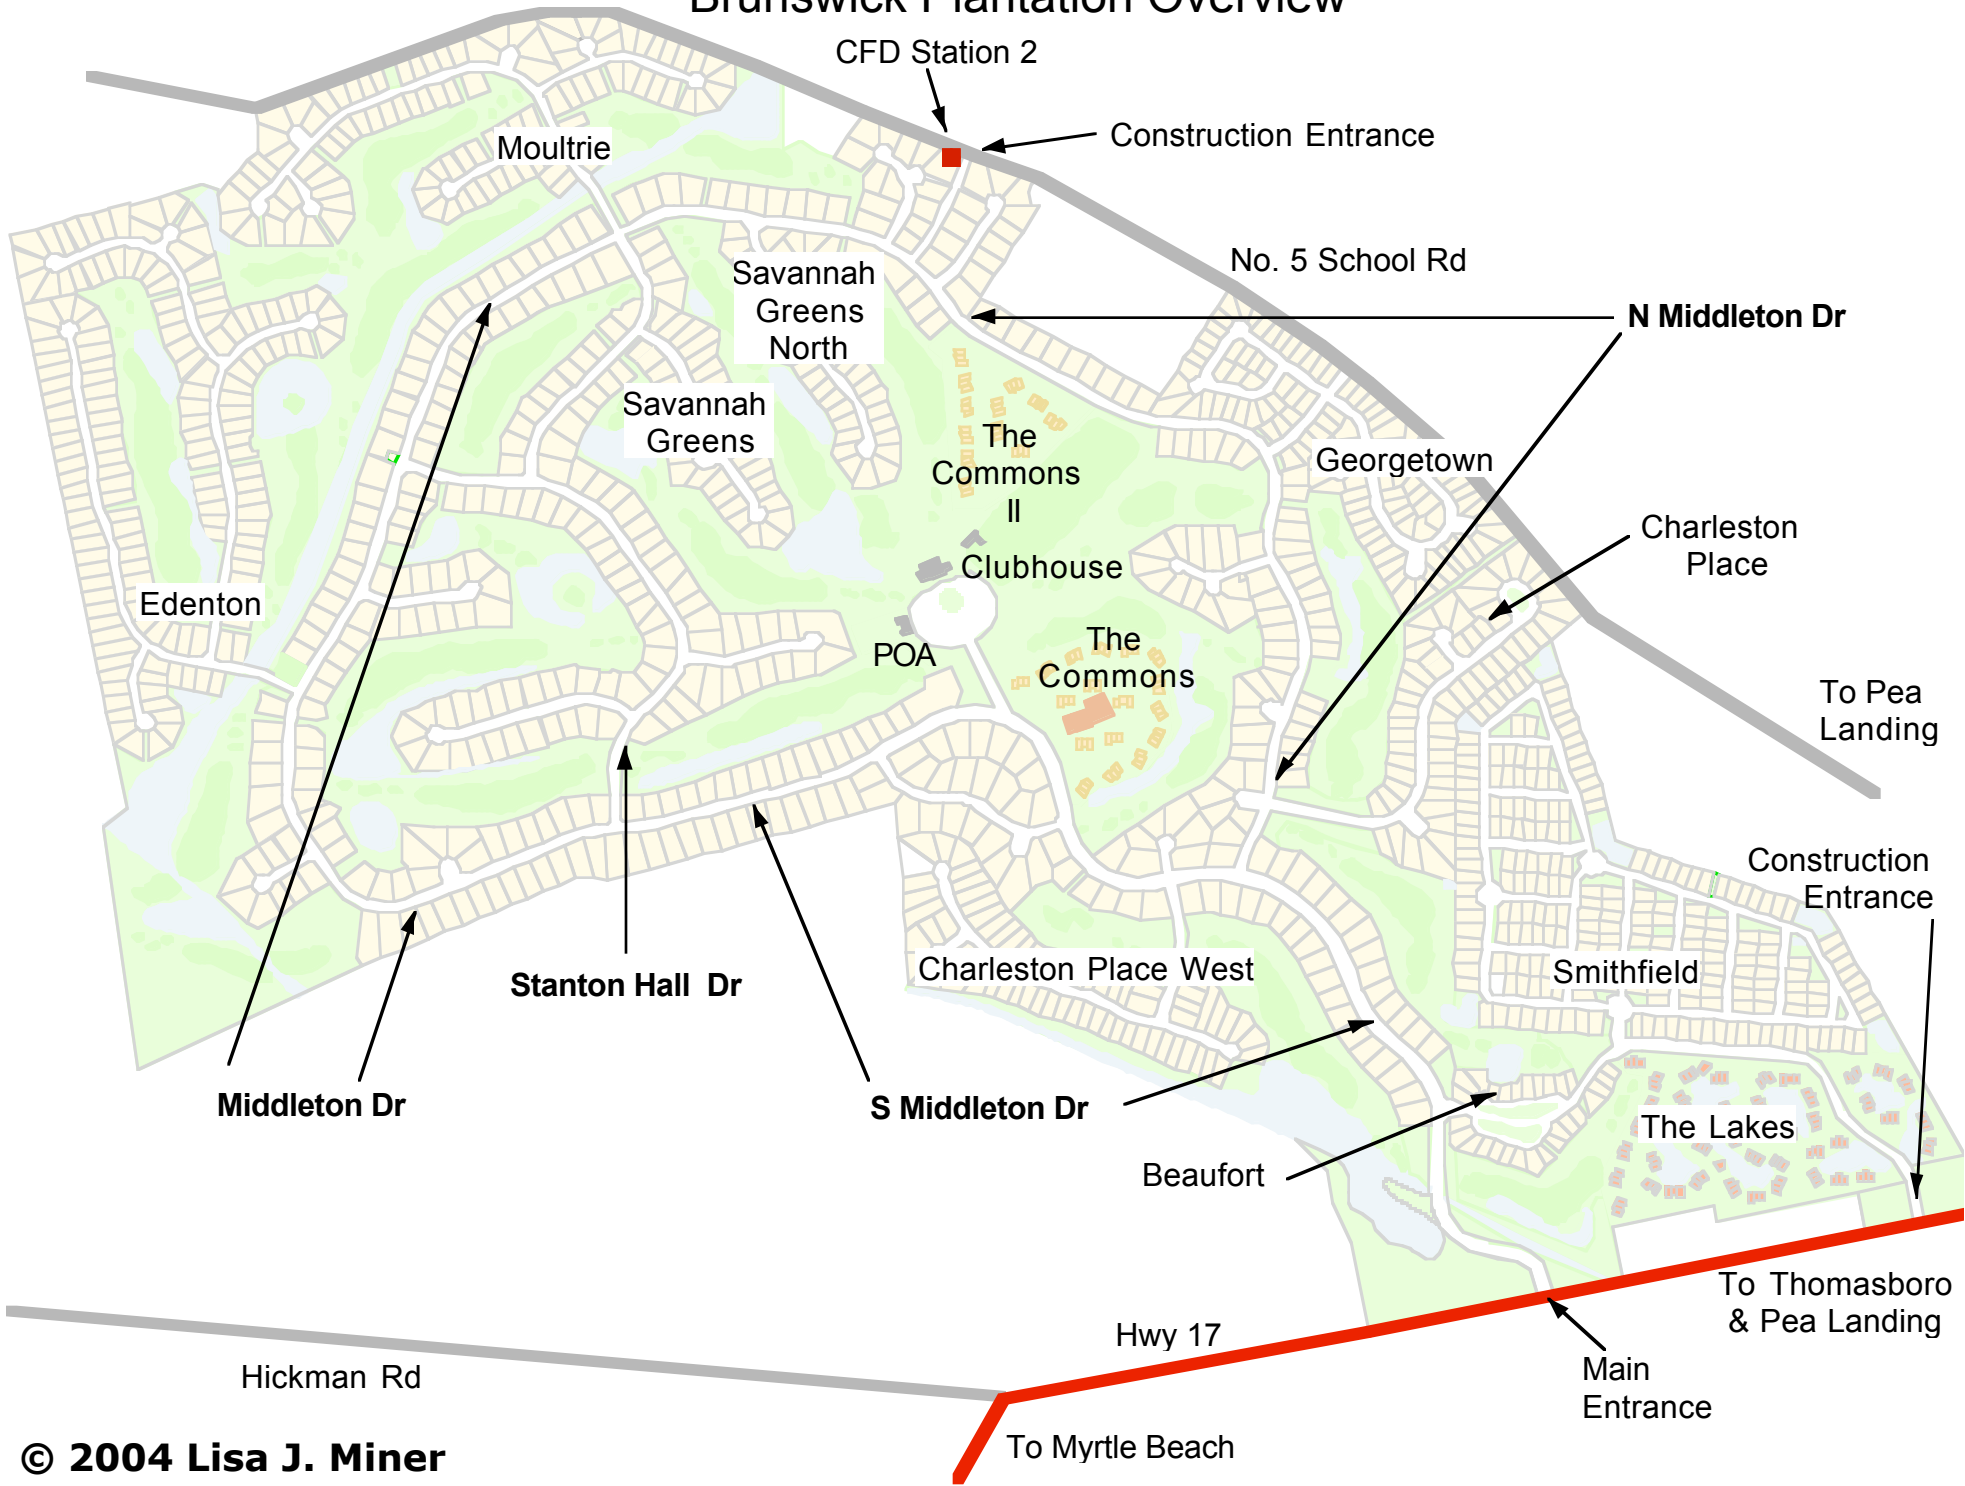 Brunswick Plantation Overview
CFD Station 2
Construction Entrance
Moultrie
No. 5 School Rd
Savannah
Greens
North
N Middleton Dr
Savannah
Greens
The
Commons
II
Georgetown
Charleston
Place
Clubhouse
Edenton
POA
The
Commons
To Pea
Landing
Construction
Entrance
Charleston Place West
Smithfield
Stanton Hall Dr
Middleton Dr
S Middleton Dr
The Lakes
Beaufort
To Thomasboro
& Pea Landing
Hwy 17
Hickman Rd
Main
Entrance
To Myrtle Beach
© 2004 Lisa J. Miner